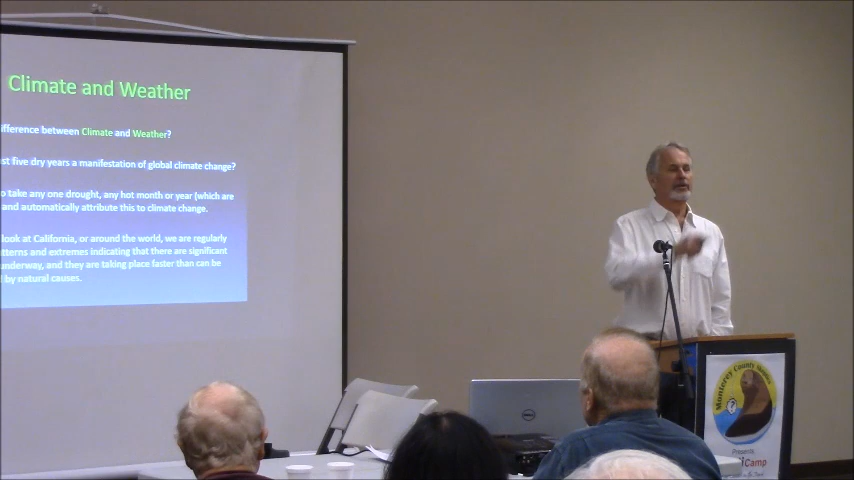 Climate and Weather
ifference between Climate and Weather?
st five dry years a manifestation of global climate change?
o take any one drought, any hot month or year (which are
and automatically attribute this to climate change.
look at California, or around the world, we are regularly
tterns and extremes indicating that there are significant
underway, and they are taking place faster than can be
by natural causes.
Monterey County
Presents,
iCamp
DELL